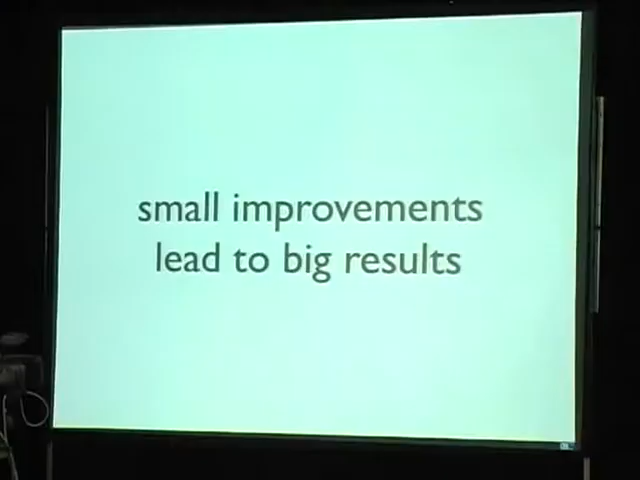 small improvements
lead to big results